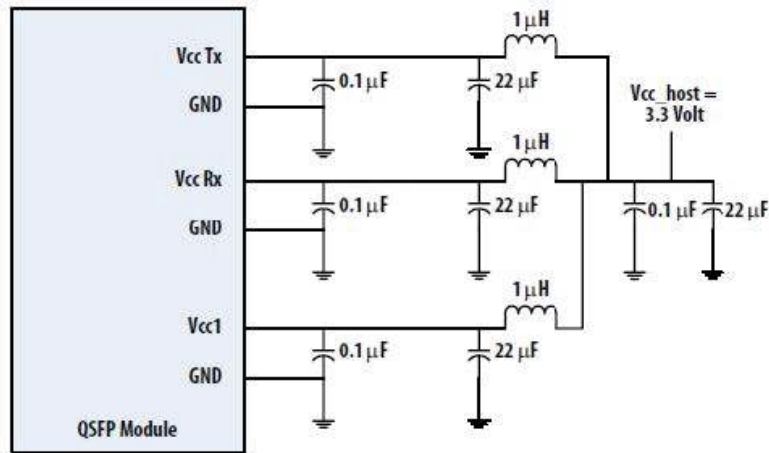 1 μH
Vcc Tx
0.1 μF
22 μF
GND
Vcc_host =
3.3 Volt
1 μH
Vcc Rx
0.1 μF
22 μF
0.1 μF
22 μF
GND
1 μH
Vcc1
0.1 μF
22 μF
GND
QSFP Module